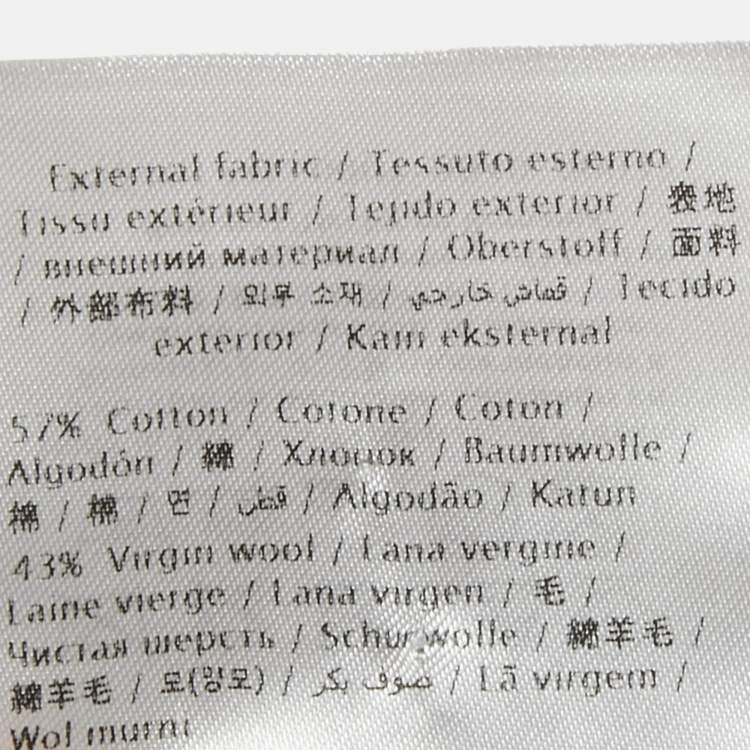 External fabric / Tessuto esterno /
Tissu extérieur / Tejido exterior / 表地
/ внешний материал / Oberstoff / 面料
/ 外部布料 / 외부 소재 / قماش خارجي / Tecido
exterior / Kain eksternal
57% Cotton / Cotone / Coton /
Algodón / 綿 / Хлопок / Baumwolle /
棉 / 棉 / 면 / قطن / Algodão / Katun
43% Virgin wool / Lana vergine /
Laine vierge / Lana virgen / 毛 /
Чистая шерсть / Schurwolle / 綿羊毛 /
綿羊毛 / 모(양모) / صوف بكر / Lã virgem /
Wol murni